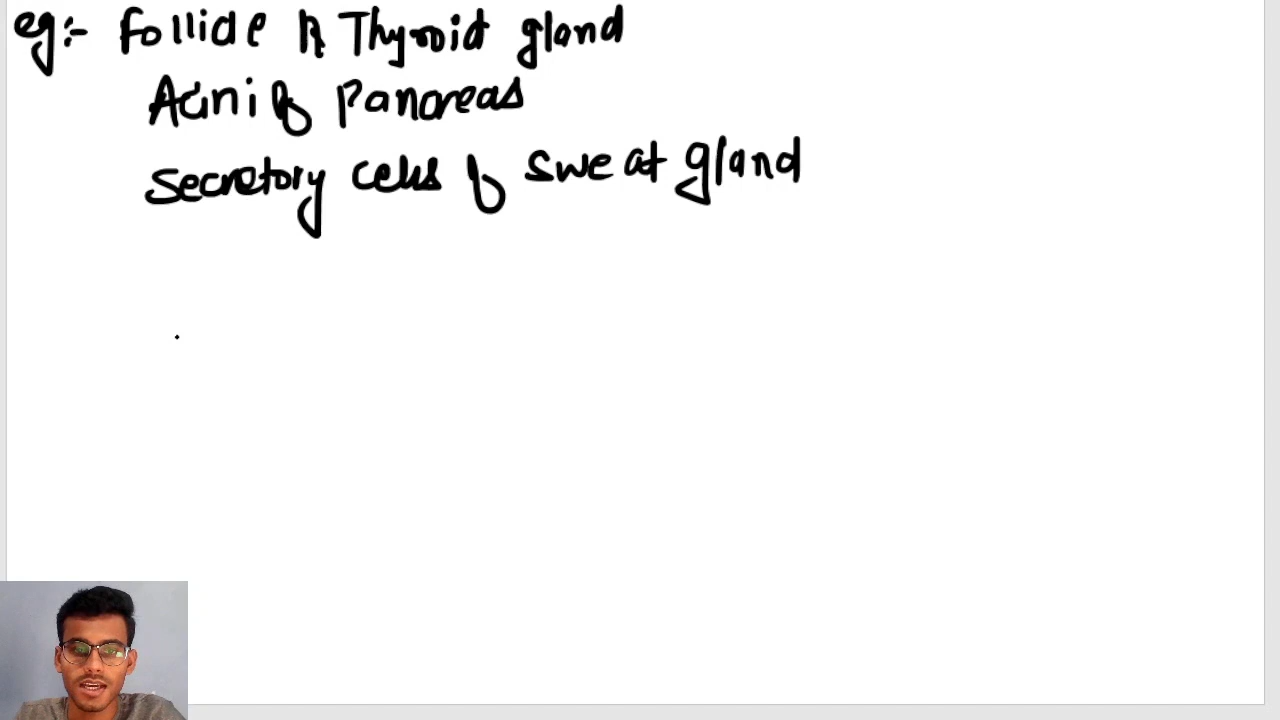 eg:- Follicle of Thyroid gland
Acini of Pancreas
Secretory cells of sweat gland